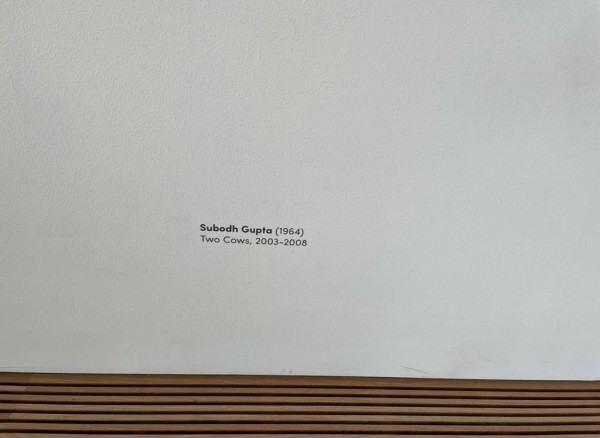 Subodh Gupta (1964)
Two Cows, 2003-2008